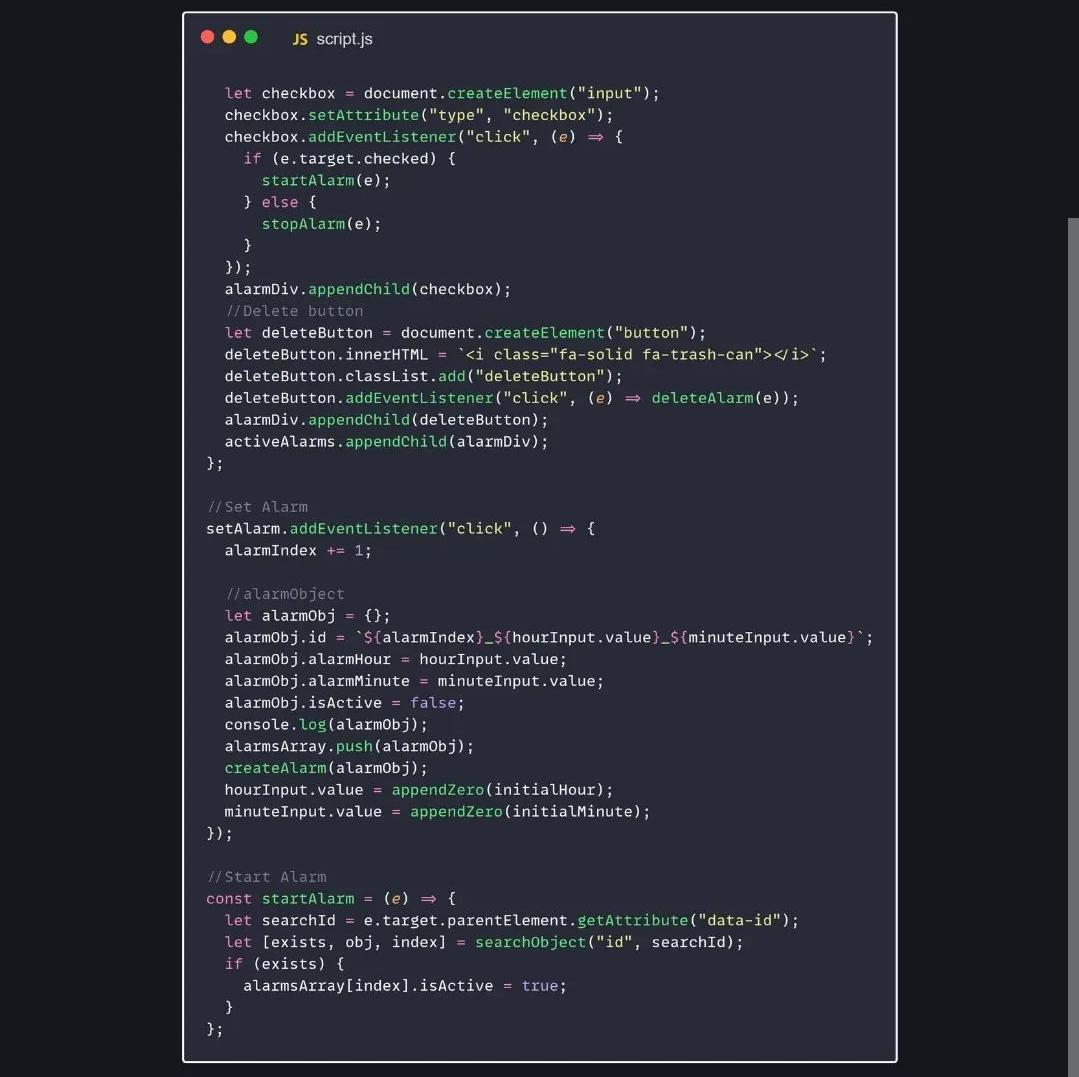 JS script.js
let checkbox = document.createElement("input");
checkbox.setAttribute("type", "checkbox");
checkbox.addEventListener("click", (e) => {
if (e.target.checked) {
startAlarm(e);
} else {
stopAlarm(e);
}
});
alarmDiv.appendChild(checkbox);
//Delete button
let deleteButton = document.createElement("button");
deleteButton.innerHTML = `<i class="fa-solid fa-trash-can"></i>`;
deleteButton.classList.add("deleteButton");
deleteButton.addEventListener("click", (e) => deleteAlarm(e));
alarmDiv.appendChild(deleteButton);
activeAlarms.appendChild(alarmDiv);
};
//Set Alarm
setAlarm.addEventListener("click", () => {
alarmIndex += 1;
//alarmObject
let alarmObj = {};
alarmObj.id = `${alarmIndex}_${hourInput.value}_${minuteInput.value}`;
alarmObj.alarmHour = hourInput.value;
alarmObj.alarmMinute = minuteInput.value;
alarmObj.isActive = false;
console.log(alarmObj);
alarmsArray.push(alarmObj);
createAlarm(alarmObj);
hourInput.value = appendZero(initialHour);
minuteInput.value = appendZero(initialMinute);
});
//Start Alarm
const startAlarm = (e) => {
let searchId = e.target.parentElement.getAttribute("data-id");
let [exists, obj, index] = searchObject("id", searchId);
if (exists) {
alarmsArray[index].isActive = true;
}
};